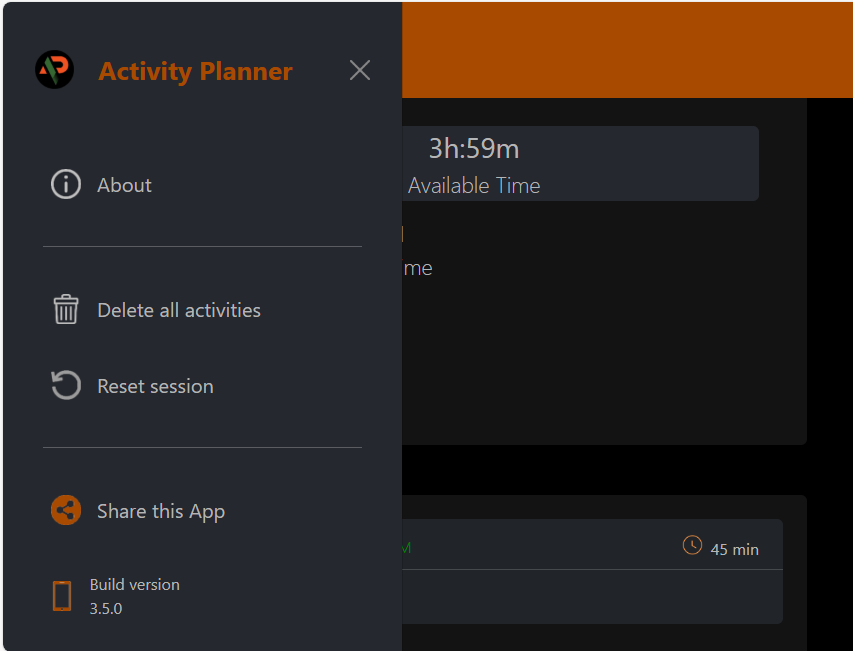 Activity Planner
3h:59m
Available Time
About
ime
Delete all activities
Reset session
Share this App
M
45 min
Build version
3.5.0